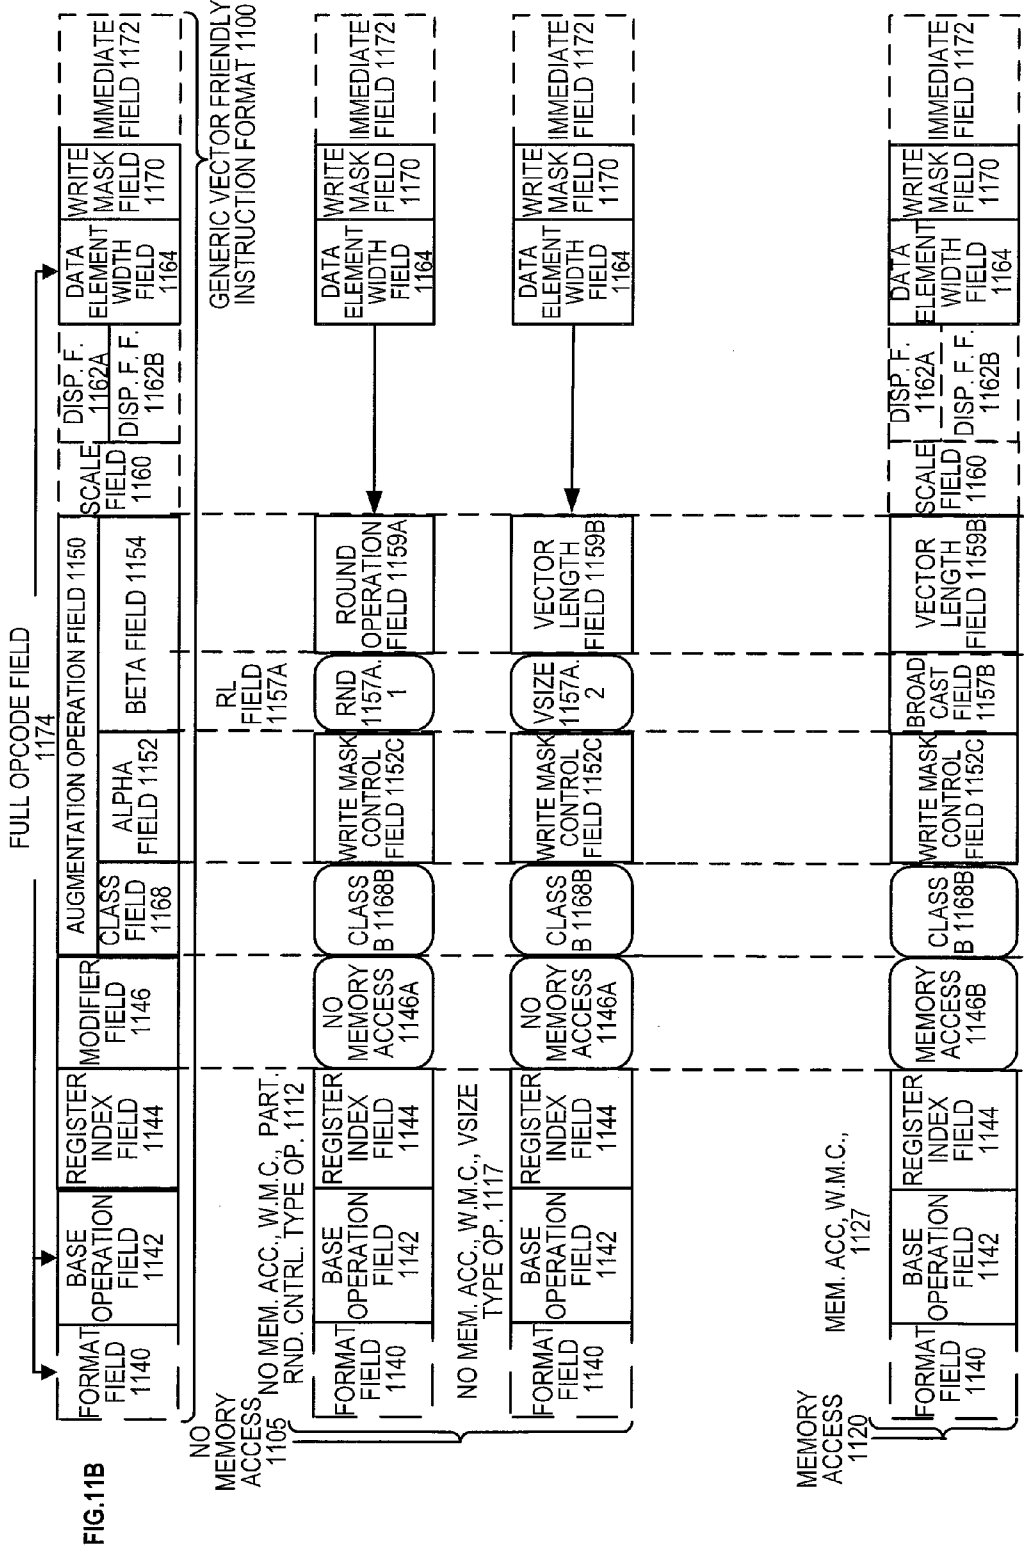 FIG.11B
FULL OPCODE FIELD
1174
FORMAT
FIELD
1140
BASE
OPERATION
FIELD
1142
REGISTER
INDEX
FIELD
1144
MODIFIER
FIELD
1146
AUGMENTATION OPERATION FIELD 1150
CLASS
FIELD
1168
ALPHA
FIELD 1152
BETA FIELD 1154
SCALE
FIELD
1160
DISP. F.
1162A
DISP. F. F.
1162B
DATA
ELEMENT
WIDTH
FIELD
1164
WRITE
MASK
FIELD
1170
IMMEDIATE
FIELD 1172
GENERIC VECTOR FRIENDLY
INSTRUCTION FORMAT 1100
NO
MEMORY
ACCESS
1105
NO MEM. ACC., W.M.C., PART.
RND. CNTRL. TYPE OP. 1112
RL
FIELD
1157A
FORMAT
FIELD
1140
BASE
OPERATION
FIELD
1142
REGISTER
INDEX
FIELD
1144
NO
MEMORY
ACCESS
1146A
CLASS
B 1168B
WRITE MASK
CONTROL
FIELD 1152C
RND
1157A.
1
ROUND
OPERATION
FIELD 1159A
DATA
ELEMENT
WIDTH
FIELD
1164
WRITE
MASK
FIELD
1170
IMMEDIATE
FIELD 1172
NO MEM. ACC., W.M.C., VSIZE
TYPE OP. 1117
FORMAT
FIELD
1140
BASE
OPERATION
FIELD
1142
REGISTER
INDEX
FIELD
1144
NO
MEMORY
ACCESS
1146A
CLASS
B 1168B
WRITE MASK
CONTROL
FIELD 1152C
VSIZE
1157A.
2
VECTOR
LENGTH
FIELD 1159B
DATA
ELEMENT
WIDTH
FIELD
1164
WRITE
MASK
FIELD
1170
IMMEDIATE
FIELD 1172
MEMORY
ACCESS
1120
MEM. ACC, W.M.C.,
1127
FORMAT
FIELD
1140
BASE
OPERATION
FIELD
1142
REGISTER
INDEX
FIELD
1144
MEMORY
ACCESS
1146B
CLASS
B 1168B
WRITE MASK
CONTROL
FIELD 1152C
BROAD
CAST
FIELD
1157B
VECTOR
LENGTH
FIELD 1159B
SCALE
FIELD
1160
DISP. F.
1162A
DISP. F. F.
1162B
DATA
ELEMENT
WIDTH
FIELD
1164
WRITE
MASK
FIELD
1170
IMMEDIATE
FIELD 1172